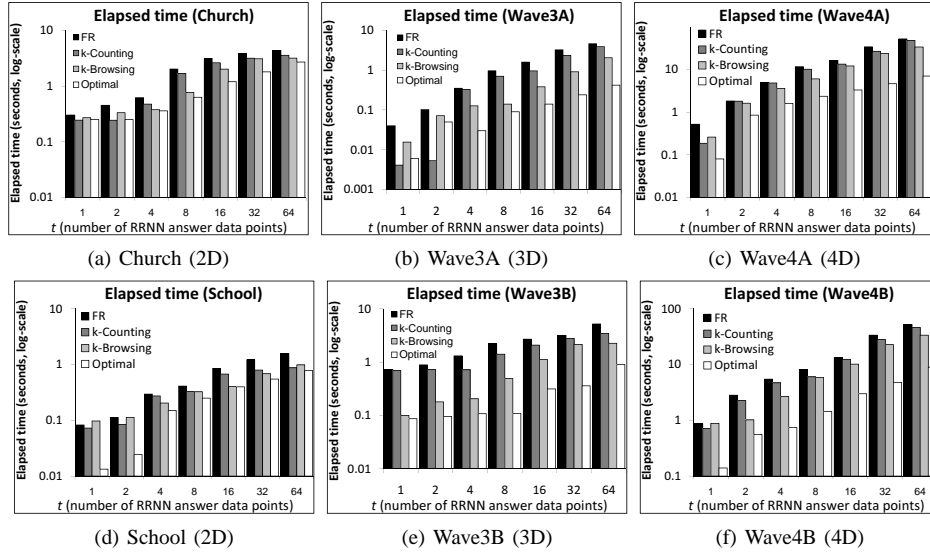 Elapsed time (Church)
Elapsed time (seconds, log-scale)
10
1
0.1
0.01
FR
k-Counting
k-Browsing
Optimal
1 2 4 8 16 32 64
t (number of RRNN answer data points)
(a) Church (2D)
Elapsed time (Wave3A)
Elapsed time (seconds, log-scale)
10
1
0.1
0.01
0.001
FR
k-Counting
k-Browsing
Optimal
1 2 4 8 16 32 64
t (number of RRNN answer data points)
(b) Wave3A (3D)
Elapsed time (Wave4A)
Elapsed time (seconds, log-scale)
100
10
1
0.1
0.01
FR
k-Counting
k-Browsing
Optimal
1 2 4 8 16 32 64
t (number of RRNN answer data points)
(c) Wave4A (4D)
Elapsed time (School)
Elapsed time (seconds, log-scale)
10
1
0.1
0.01
FR
k-Counting
k-Browsing
Optimal
1 2 4 8 16 32 64
t (number of RRNN answer data points)
(d) School (2D)
Elapsed time (Wave3B)
Elapsed time (seconds, log-scale)
10
1
0.1
0.01
FR
k-Counting
k-Browsing
Optimal
1 2 4 8 16 32 64
t (number of RRNN answer data points)
(e) Wave3B (3D)
Elapsed time (Wave4B)
Elapsed time (seconds, log-scale)
100
10
1
0.1
FR
k-Counting
k-Browsing
Optimal
1 2 4 8 16 32 64
t (number of RRNN answer data points)
(f) Wave4B (4D)